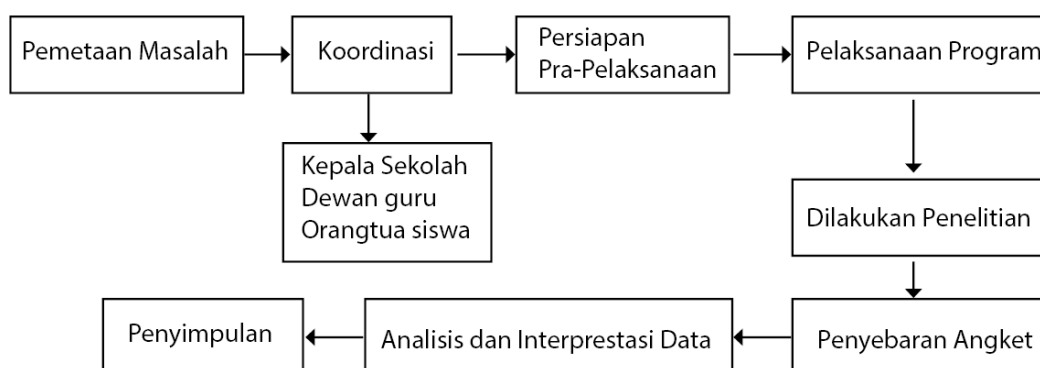 Pemetaan Masalah
Koordinasi
Persiapan
Pra-Pelaksanaan
Pelaksanaan Program
Kepala Sekolah
Dewan guru
Orangtua siswa
Dilakukan Penelitian
Penyebaran Angket
Analisis dan Interprestasi Data
Penyimpulan